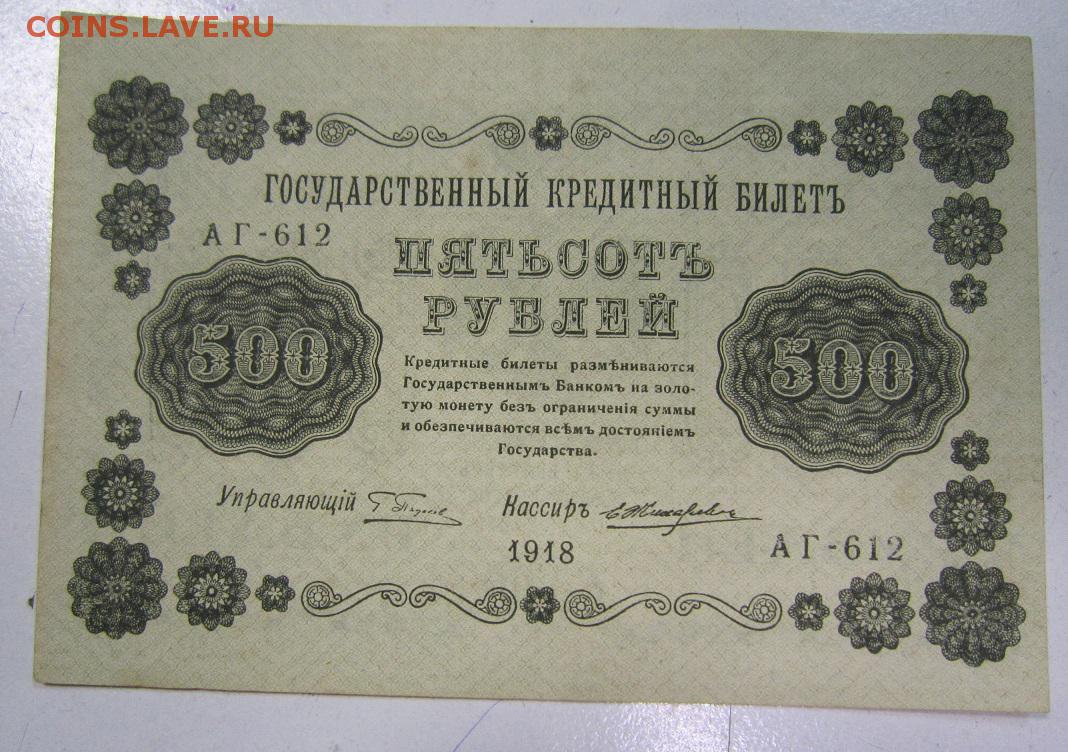 COINS.LAVE.RU
ГОСУДАРСТВЕННЫЙ КРЕДИТНЫЙ БИЛЕТЪ
АГ-612
ПЯТЬСОТЪ
РУБЛЕЙ
500
500
Кредитные билеты размѣниваются
Государственнымъ Банкомъ на золо-
тую монету безъ ограниченія суммы
и обезпечиваются всѣмъ достояніемъ
Государства.
Управляющій
Кассиръ
1918
АГ-612